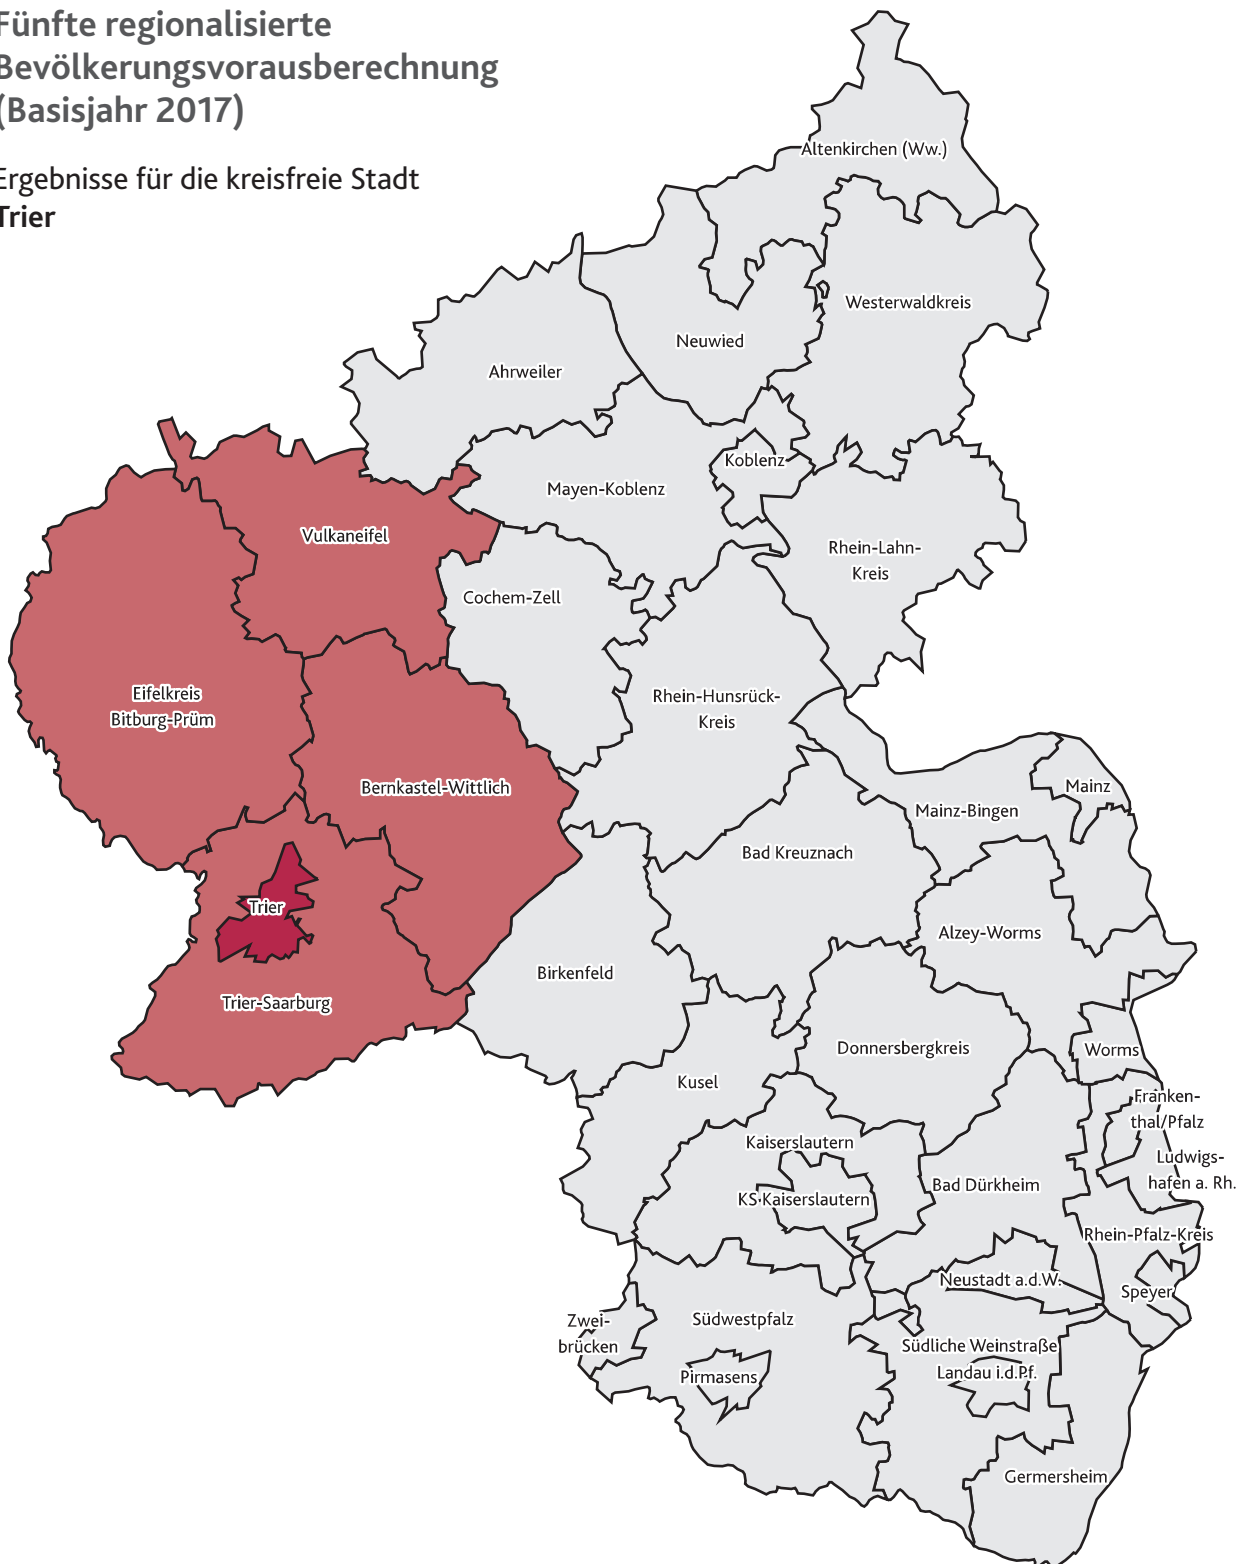 Fünfte regionalisierte
Bevölkerungsvorausberechnung
(Basisjahr 2017)
Ergebnisse für die kreisfreie Stadt
Trier
Altenkirchen (Ww.)
Westerwaldkreis
Neuwied
Ahrweiler
Koblenz
Mayen-Koblenz
Vulkaneifel
Rhein-Lahn-
Kreis
Cochem-Zell
Eifelkreis
Bitburg-Prüm
Rhein-Hunsrück-
Kreis
Bernkastel-Wittlich
Mainz
Mainz-Bingen
Bad Kreuznach
Trier
Alzey-Worms
Birkenfeld
Trier-Saarburg
Donnersbergkreis
Worms
Kusel
Franken-
thal/Pfalz
Kaiserslautern
Ludwigs-
hafen a. Rh.
Bad Dürkheim
KS Kaiserslautern
Rhein-Pfalz-Kreis
Neustadt a.d.W.
Speyer
Zwei-
brücken
Südwestpfalz
Südliche Weinstraße
Landau i.d.Pf.
Pirmasens
Germersheim